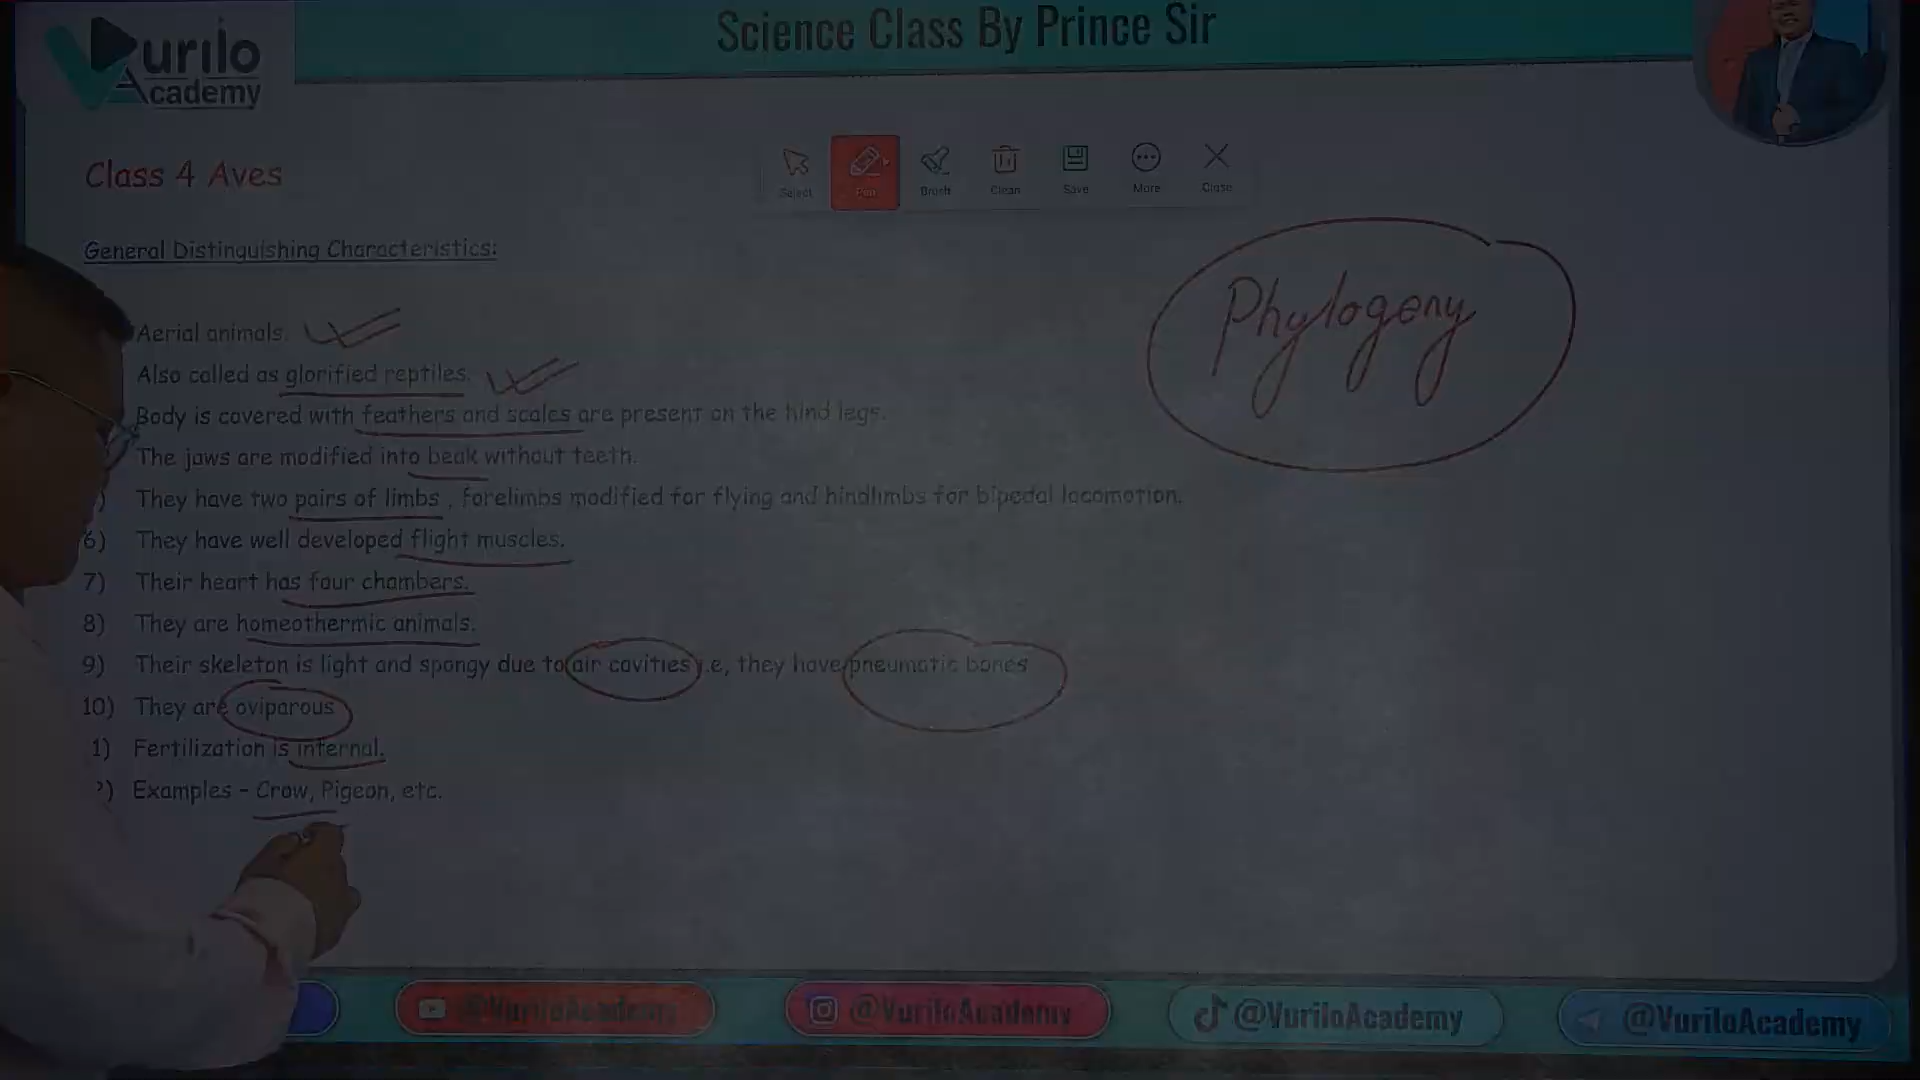 Science Class By Prince Sir
Vurilo
Academy
Class 4 Aves
Select
Pen
Brush
Clean
Save
More
Close
General Distinguishing Characteristics:
Phylogeny
Aerial animals.
Also called as glorified reptiles.
Body is covered with feathers and scales are present on the hind legs.
The jaws are modified into beak without teeth.
) They have two pairs of limbs , forelimbs modified for flying and hindlimbs for bipedal locomotion.
6) They have well developed flight muscles.
7) Their heart has four chambers.
8) They are homeothermic animals.
9) Their skeleton is light and spongy due to air cavities i.e, they have pneumatic bones
10) They are oviparous
1) Fertilization is internal.
2) Examples - Crow, Pigeon, etc.
@VuriloAcademy
@VuriloAcademy
@VuriloAcademy
@VuriloAcademy